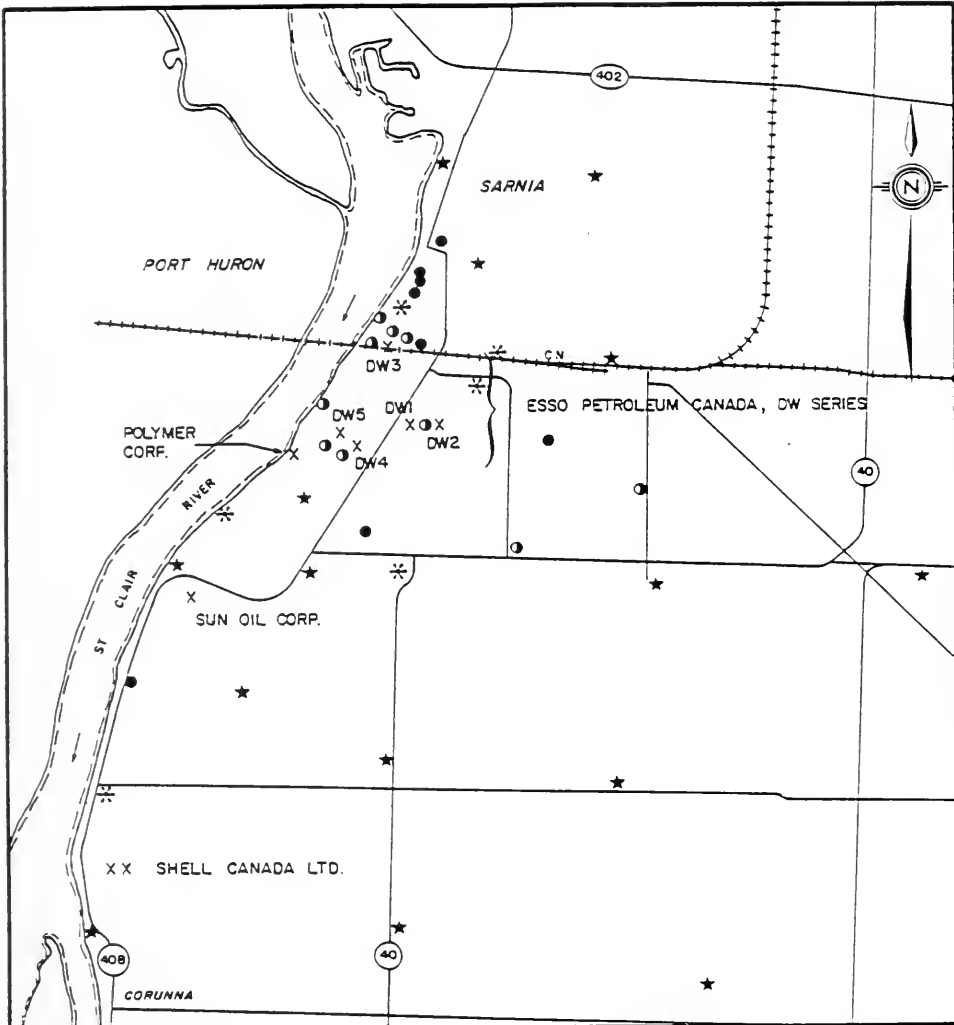 402
SARNIA
N
PORT HURON
C.N.
DW3
ESSO PETROLEUM CANADA, DW SERIES
DW5
DW1
DW2
POLYMER
CORP.
DW4
40
ST CLAIR RIVER
SUN OIL CORP.
XX SHELL CANADA LTD.
408
40
CORUNNA